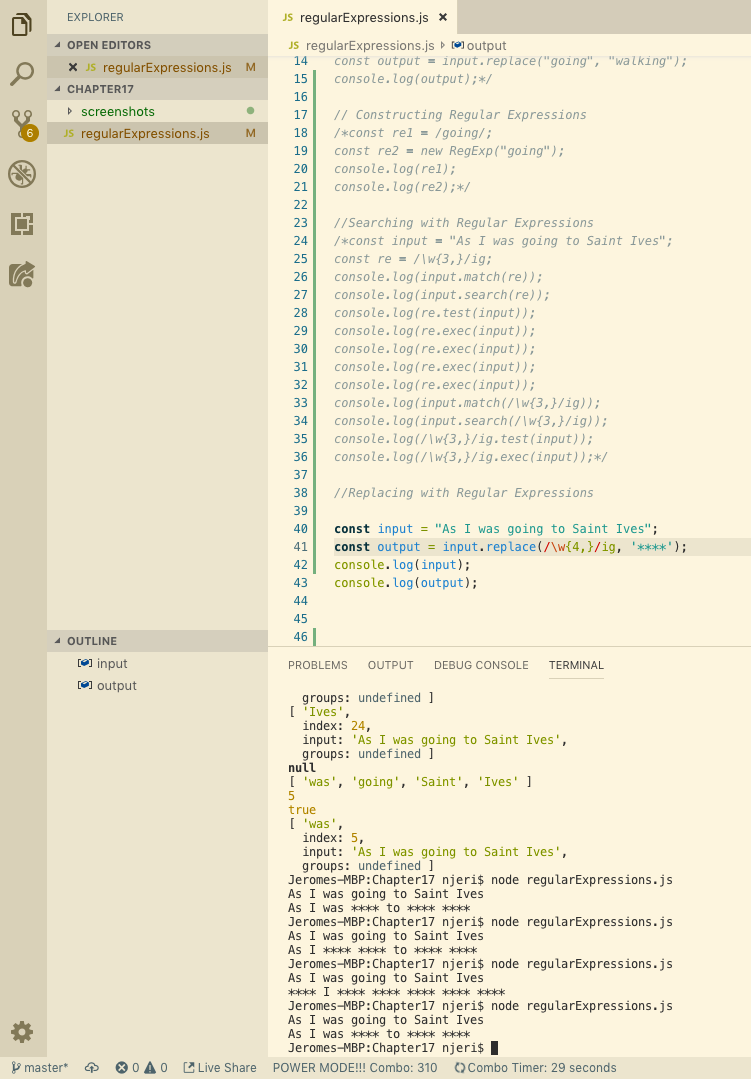 EXPLORER
OPEN EDITORS
JS regularExpressions.js M
CHAPTER17
screenshots
JS regularExpressions.js M
6
OUTLINE
input
output
JS regularExpressions.js
JS regularExpressions.js output
14 const output = input.replace("going", "walking");
15 console.log(output);*/
16
17 // Constructing Regular Expressions
18 /*const re1 = /going/;
19 const re2 = new RegExp("going");
20 console.log(re1);
21 console.log(re2);*/
22
23 //Searching with Regular Expressions
24 /*const input = "As I was going to Saint Ives";
25 const re = /\w{3,}/ig;
26 console.log(input.match(re));
27 console.log(input.search(re));
28 console.log(re.test(input));
29 console.log(re.exec(input));
30 console.log(re.exec(input));
31 console.log(re.exec(input));
32 console.log(re.exec(input));
33 console.log(input.match(/\w{3,}/ig));
34 console.log(input.search(/\w{3,}/ig));
35 console.log(/\w{3,}/ig.test(input));
36 console.log(/\w{3,}/ig.exec(input));*/
37
38 //Replacing with Regular Expressions
39
40 const input = "As I was going to Saint Ives";
41 const output = input.replace(/\w{4,}/ig, '****');
42 console.log(input);
43 console.log(output);
44
45
46
PROBLEMS OUTPUT DEBUG CONSOLE TERMINAL
groups: undefined ]
[ 'Ives',
index: 24,
input: 'As I was going to Saint Ives',
groups: undefined ]
null
[ 'was', 'going', 'Saint', 'Ives' ]
5
true
[ 'was',
index: 5,
input: 'As I was going to Saint Ives',
groups: undefined ]
Jeromes-MBP:Chapter17 njeri$ node regularExpressions.js
As I was going to Saint Ives
As I was **** to **** ****
Jeromes-MBP:Chapter17 njeri$ node regularExpressions.js
As I was going to Saint Ives
As I **** **** to **** ****
Jeromes-MBP:Chapter17 njeri$ node regularExpressions.js
As I was going to Saint Ives
**** I **** **** **** **** ****
Jeromes-MBP:Chapter17 njeri$ node regularExpressions.js
As I was going to Saint Ives
As I was **** to **** ****
Jeromes-MBP:Chapter17 njeri$
master* 0 0 Live Share POWER MODE!!! Combo: 310 Combo Timer: 29 seconds